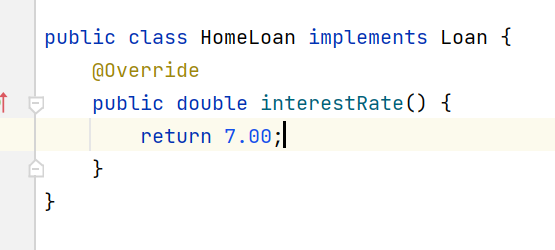 public class HomeLoan implements Loan {
    @Override
    public double interestRate() {
        return 7.00;
    }
}